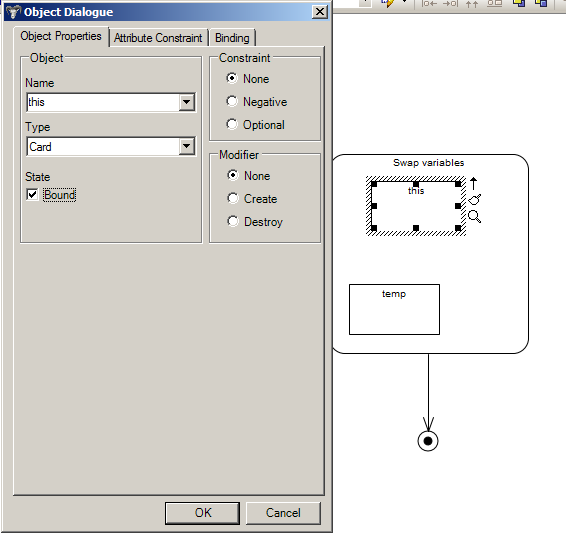 Object Dialogue
Object Properties
Attribute Constraint
Binding
Object
Name
this
Type
Card
State
Bound
Constraint
None
Negative
Optional
Modifier
None
Create
Destroy
OK
Cancel
Swap variables
this
temp